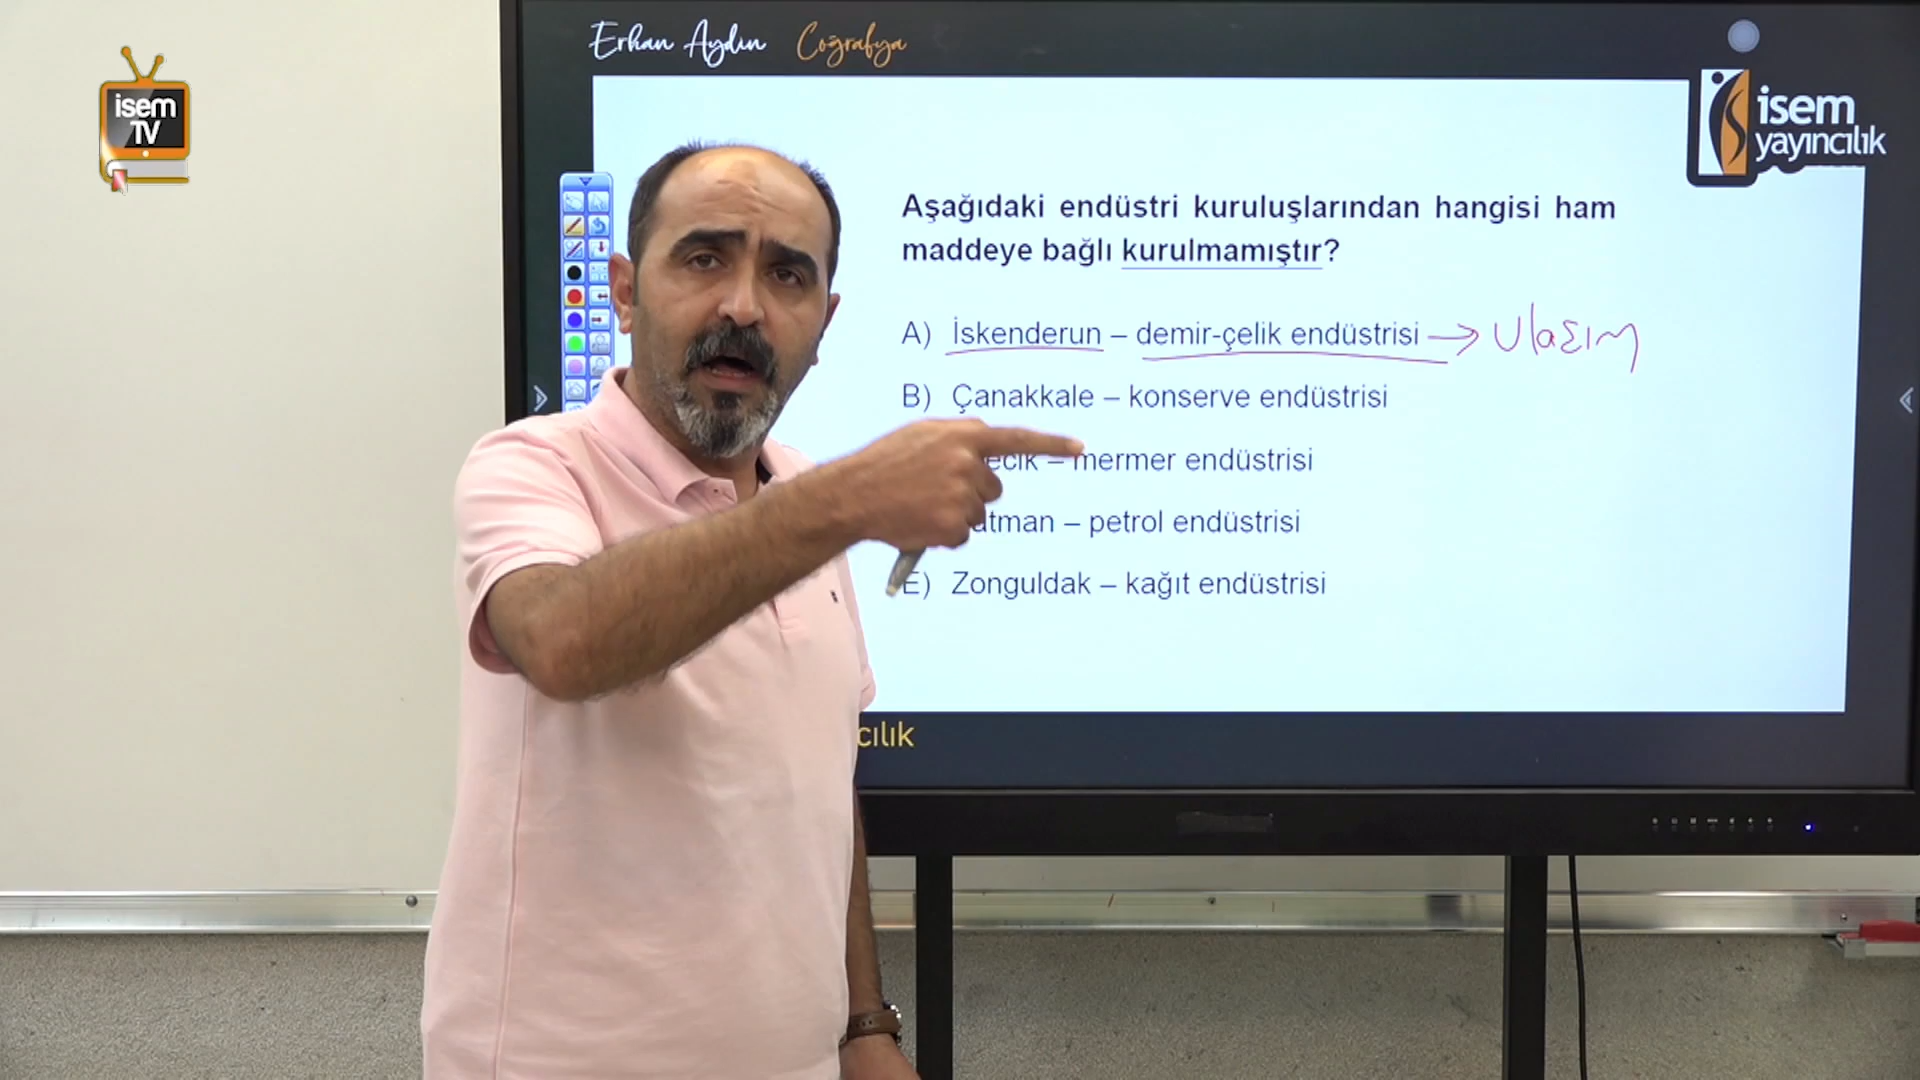 isem
TV
Erhan Aydın Coğrafya
isem
yayıncılık
Aşağıdaki endüstri kuruluşlarından hangisi ham
maddeye bağlı kurulmamıştır?
A) İskenderun – demir-çelik endüstrisi → Ulaşım
B) Çanakkale – konserve endüstrisi
– mermer endüstrisi
– petrol endüstrisi
E) Zonguldak – kağıt endüstrisi